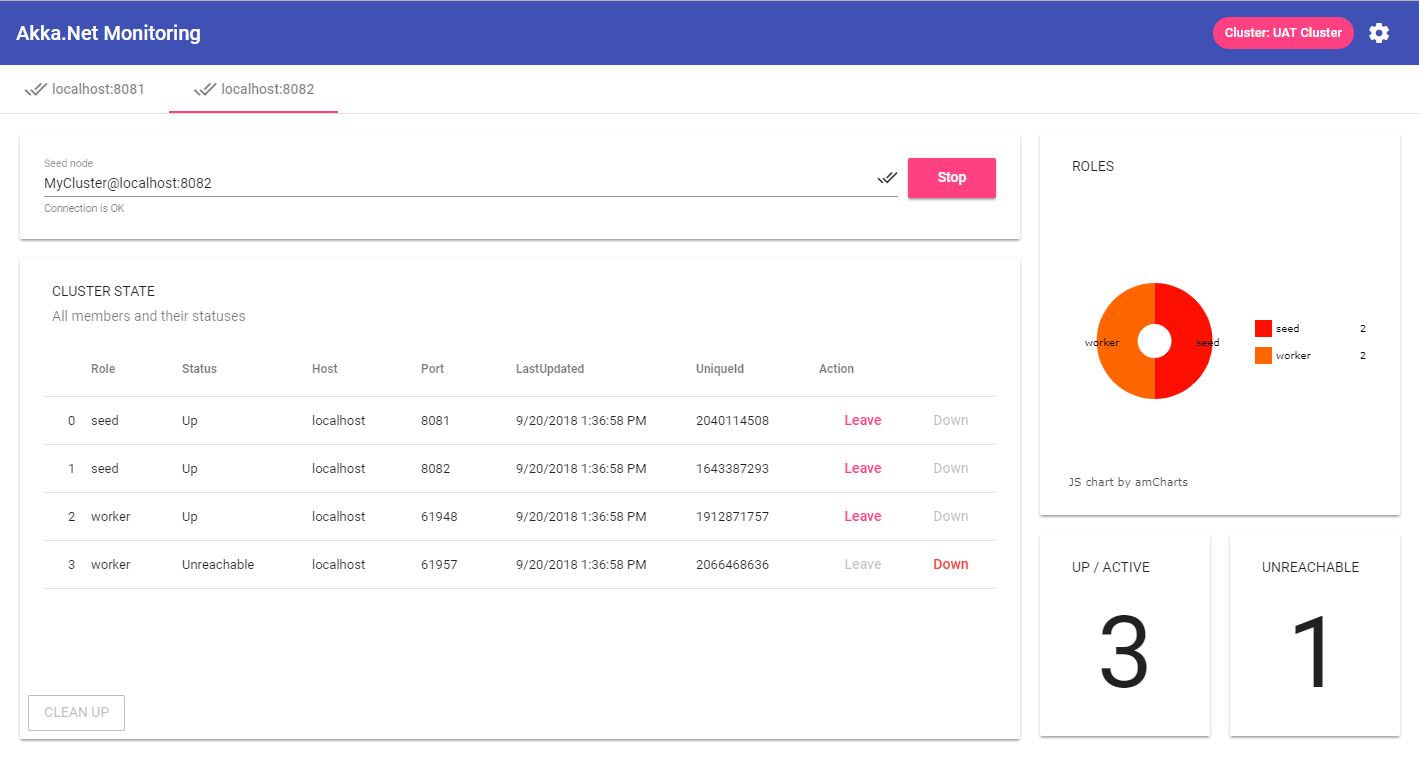 Akka.Net Monitoring
Cluster: UAT Cluster
localhost:8081
localhost:8082
Seed node
MyCluster@localhost:8082
Connection is OK
Stop
CLUSTER STATE
All members and their statuses
Role Status Host Port LastUpdated UniqueId Action
0 seed Up localhost 8081 9/20/2018 1:36:58 PM 2040114508 Leave Down
1 seed Up localhost 8082 9/20/2018 1:36:58 PM 1643387293 Leave Down
2 worker Up localhost 61948 9/20/2018 1:36:58 PM 1912871757 Leave Down
3 worker Unreachable localhost 61957 9/20/2018 1:36:58 PM 2066468636 Leave Down
CLEAN UP
ROLES
worker seed
seed 2
worker 2
JS chart by amCharts
UP / ACTIVE
3
UNREACHABLE
1